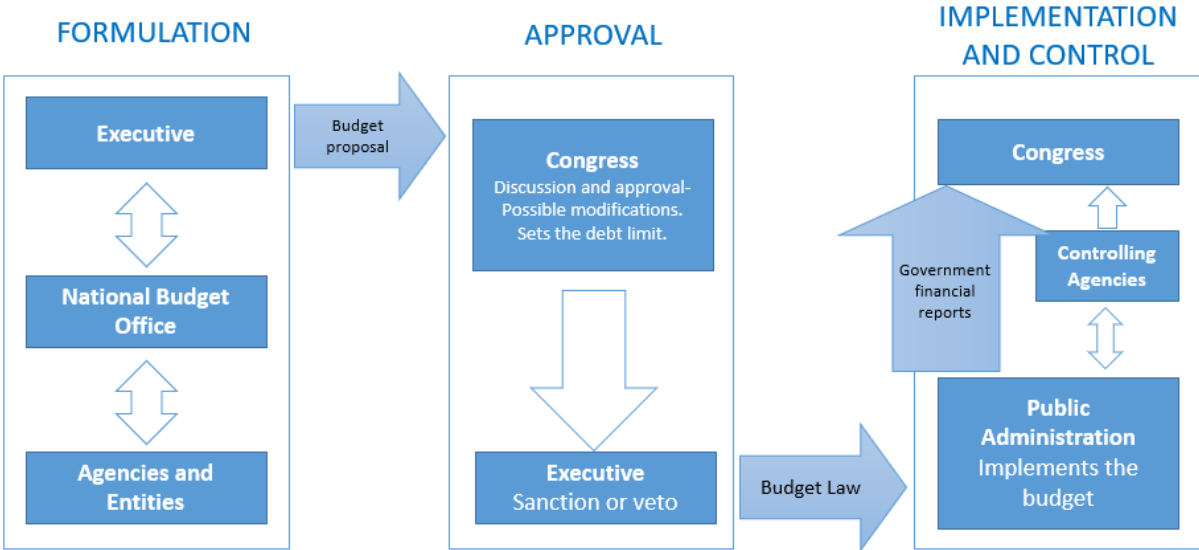 FORMULATION
Executive
National Budget
Office
Agencies and
Entities
Budget
proposal
APPROVAL
Congress
Discussion and approval-
Possible modifications.
Sets the debt limit.
Executive
Sanction or veto
Budget Law
IMPLEMENTATION
AND CONTROL
Congress
Controlling
Agencies
Government
financial
reports
Public
Administration
Implements the
budget